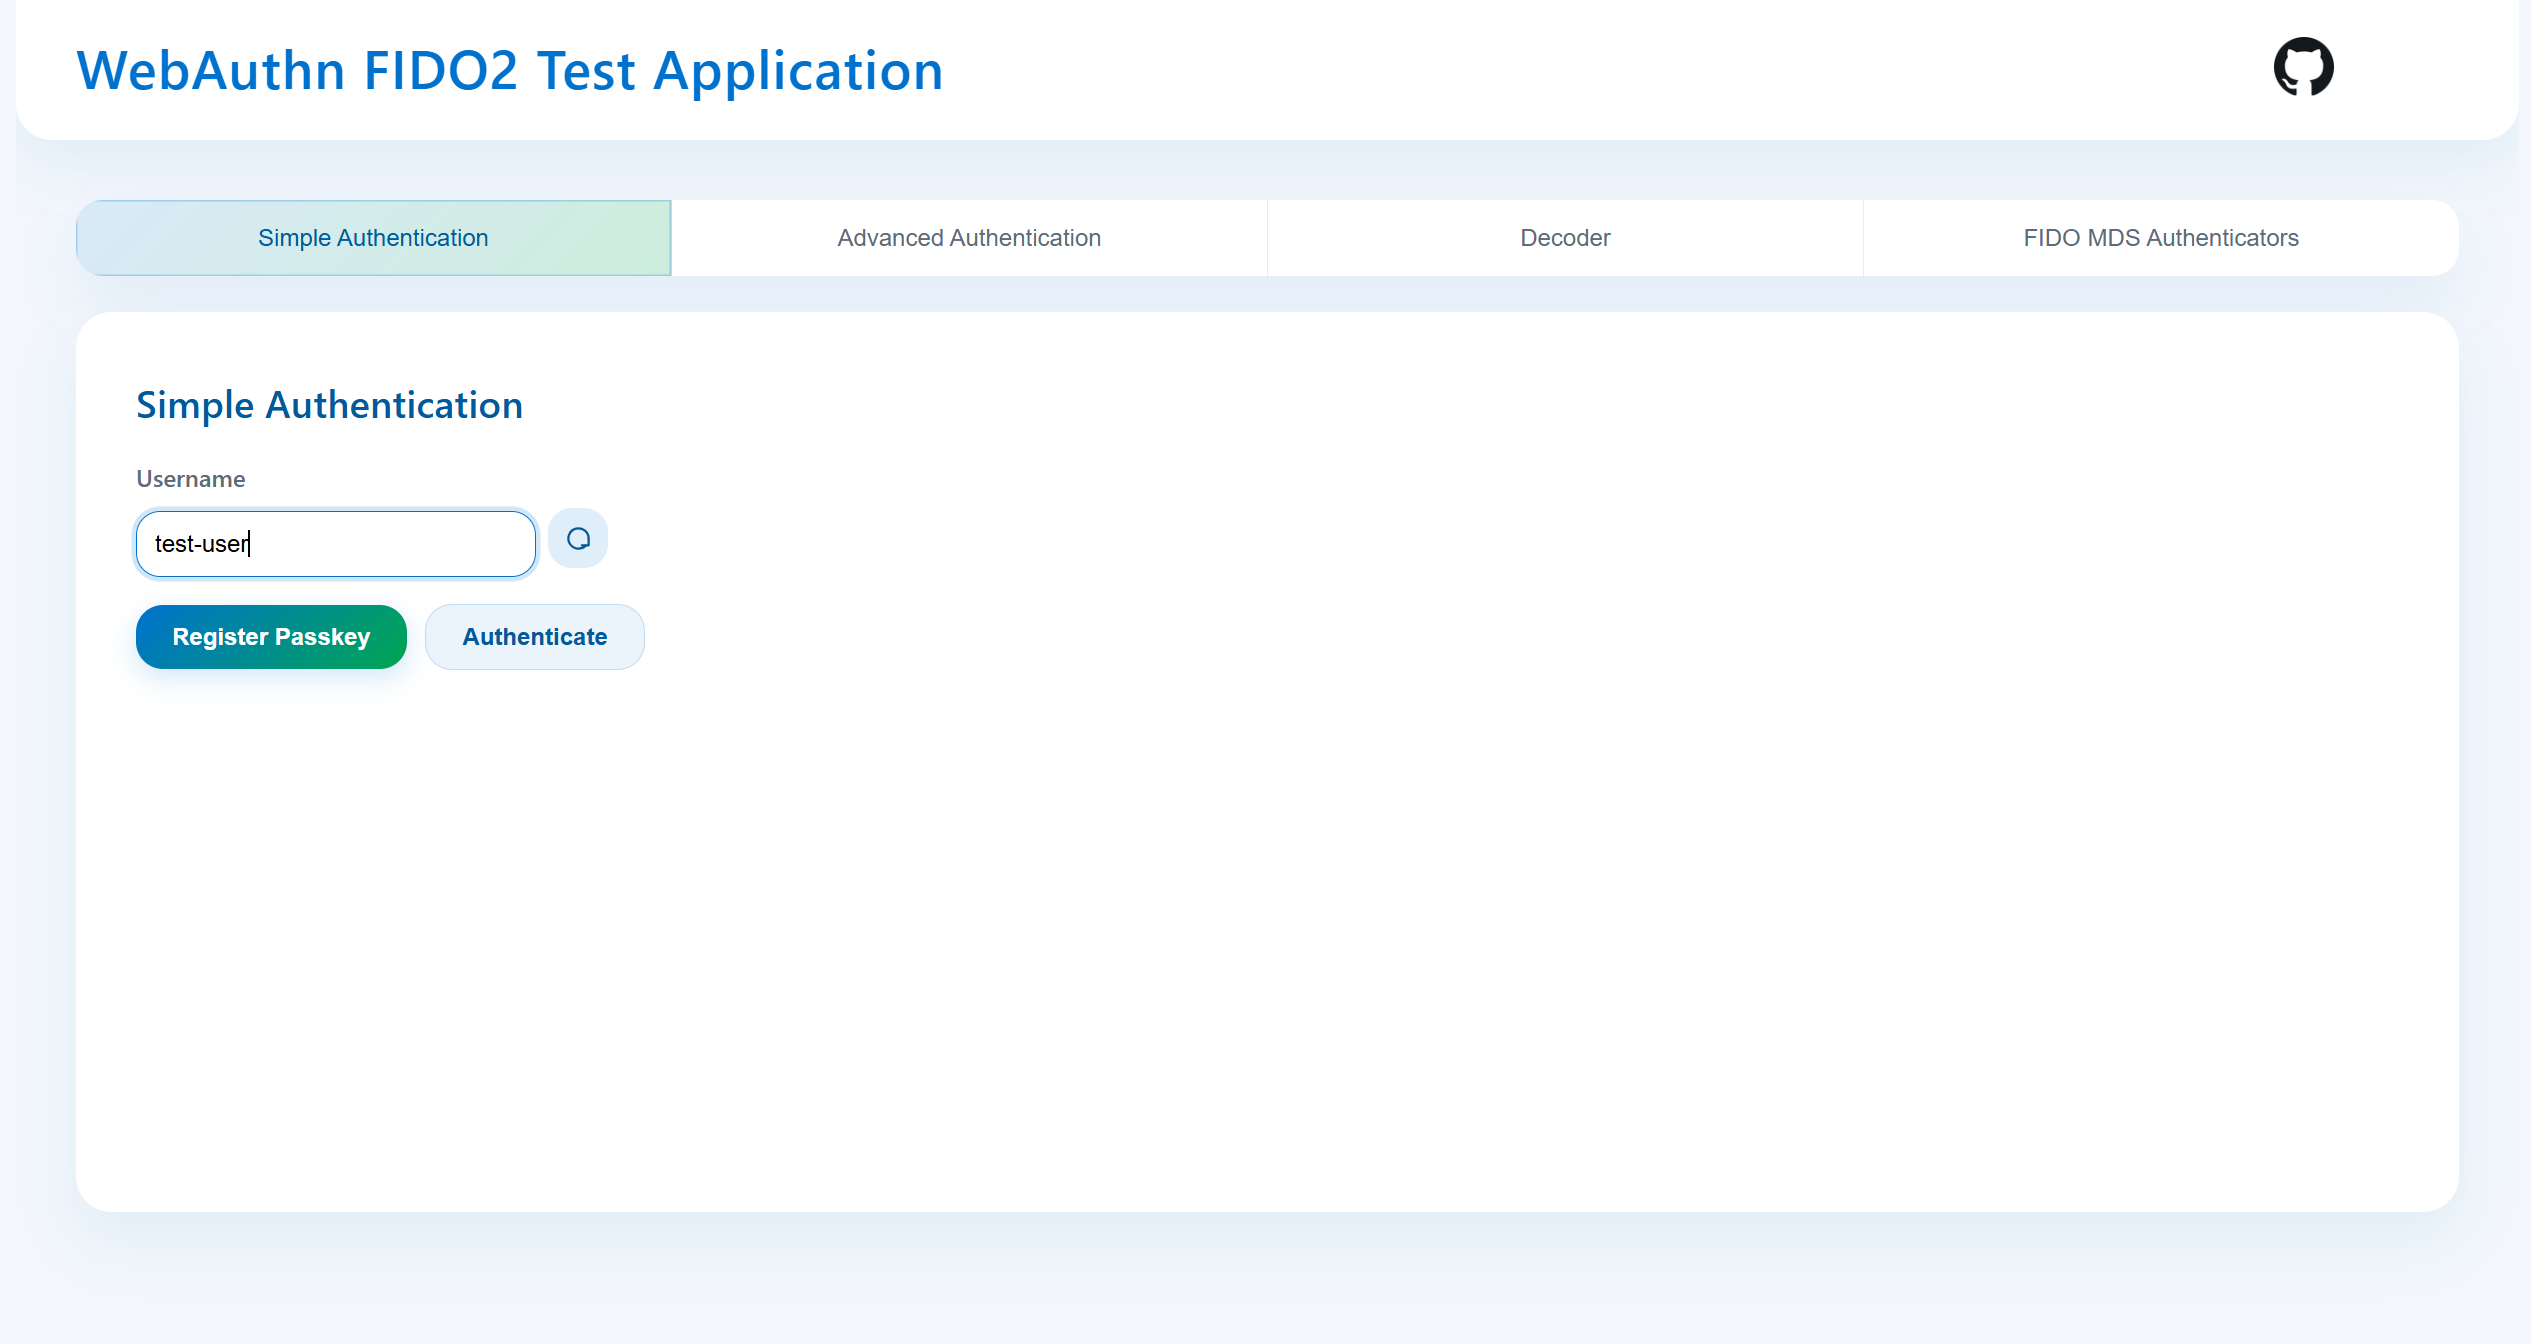 WebAuthn FIDO2 Test Application
Simple Authentication
Advanced Authentication
Decoder
FIDO MDS Authenticators
Simple Authentication
Username
test-user
Register Passkey
Authenticate